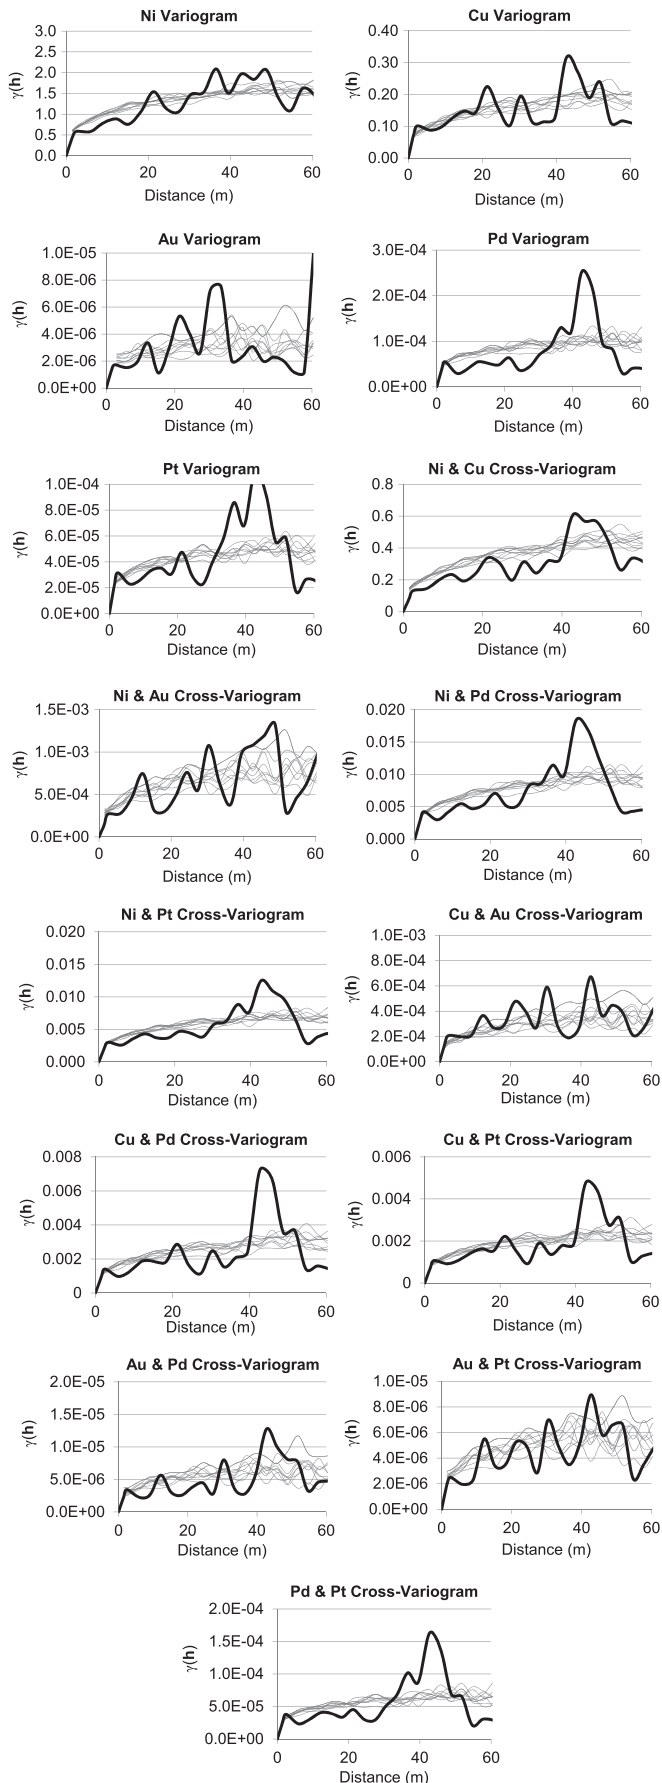 Ni Variogram
3.0
2.5
2.0
1.5
1.0
0.5
0.0
γ(h)
0 20 40 60
Distance (m)
Cu Variogram
0.40
0.30
0.20
0.10
0.00
γ(h)
0 20 40 60
Distance (m)
Au Variogram
1.0E-05
8.0E-06
6.0E-06
4.0E-06
2.0E-06
0.0E+00
γ(h)
0 20 40 60
Distance (m)
Pd Variogram
3.0E-04
2.0E-04
1.0E-04
0.0E+00
γ(h)
0 20 40 60
Distance (m)
Pt Variogram
1.0E-04
8.0E-05
6.0E-05
4.0E-05
2.0E-05
0.0E+00
γ(h)
0 20 40 60
Distance (m)
Ni & Cu Cross-Variogram
0.8
0.6
0.4
0.2
0
γ(h)
0 20 40 60
Distance (m)
Ni & Au Cross-Variogram
1.5E-03
1.0E-03
5.0E-04
0.0E+00
γ(h)
0 20 40 60
Distance (m)
Ni & Pd Cross-Variogram
0.020
0.015
0.010
0.005
0.000
γ(h)
0 20 40 60
Distance (m)
Ni & Pt Cross-Variogram
0.020
0.015
0.010
0.005
0.000
γ(h)
0 20 40 60
Distance (m)
Cu & Au Cross-Variogram
1.0E-03
8.0E-04
6.0E-04
4.0E-04
2.0E-04
0.0E+00
γ(h)
0 20 40 60
Distance (m)
Cu & Pd Cross-Variogram
0.008
0.006
0.004
0.002
0
γ(h)
0 20 40 60
Distance (m)
Cu & Pt Cross-Variogram
0.006
0.004
0.002
0
γ(h)
0 20 40 60
Distance (m)
Au & Pd Cross-Variogram
2.0E-05
1.5E-05
1.0E-05
5.0E-06
0.0E+00
γ(h)
0 20 40 60
Distance (m)
Au & Pt Cross-Variogram
1.0E-05
8.0E-06
6.0E-06
4.0E-06
2.0E-06
0.0E+00
γ(h)
0 20 40 60
Distance (m)
Pd & Pt Cross-Variogram
2.0E-04
1.5E-04
1.0E-04
5.0E-05
0.0E+00
γ(h)
0 20 40 60
Distance (m)